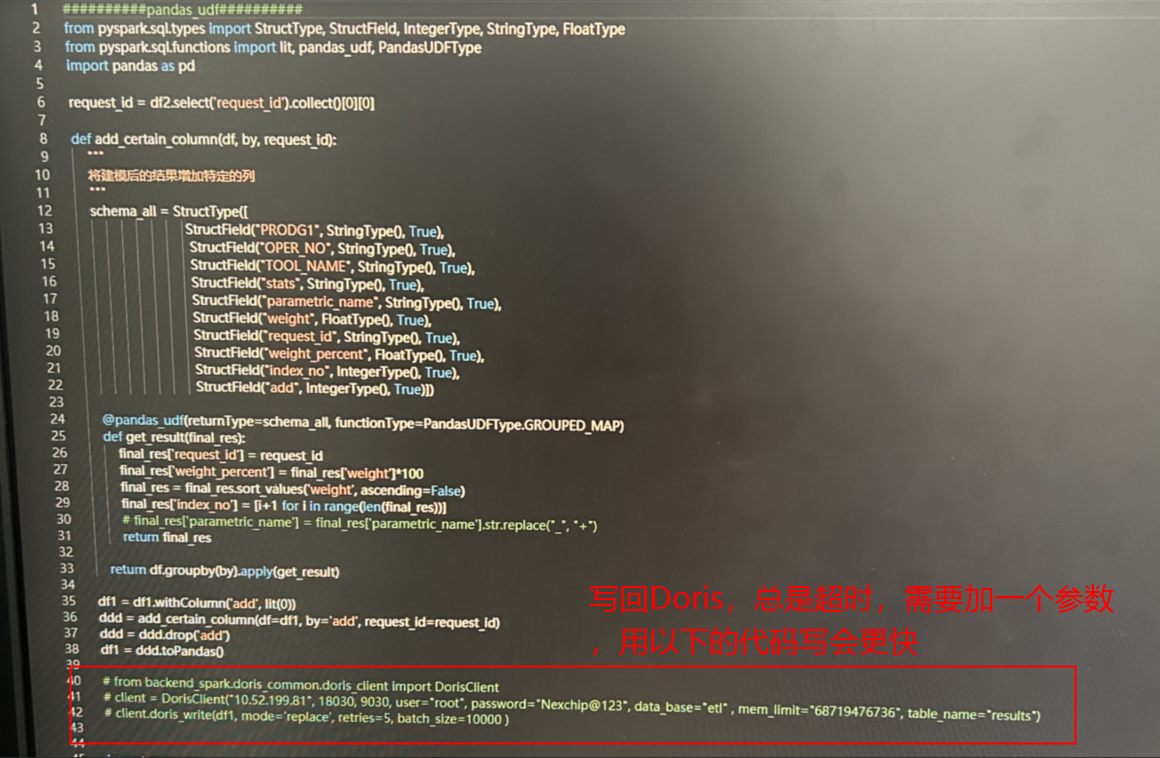 ##########pandas_udf##########
from pyspark.sql.types import StructType, StructField, IntegerType, StringType, FloatType
from pyspark.sql.functions import lit, pandas_udf, PandasUDFType
import pandas as pd
request_id = df2.select('request_id').collect()[0][0]
def add_certain_column(df, by, request_id):
"""
将建模后的结果增加特定的列
"""
schema_all = StructType([
StructField("PRODG1", StringType(), True),
StructField("OPER_NO", StringType(), True),
StructField("TOOL_NAME", StringType(), True),
StructField("stats", StringType(), True),
StructField("parametric_name", StringType(), True),
StructField("weight", FloatType(), True),
StructField("request_id", StringType(), True),
StructField("weight_percent", FloatType(), True),
StructField("index_no", IntegerType(), True),
StructField("add", IntegerType(), True)])
@pandas_udf(returnType=schema_all, functionType=PandasUDFType.GROUPED_MAP)
def get_result(final_res):
final_res['request_id'] = request_id
final_res['weight_percent'] = final_res['weight']*100
final_res = final_res.sort_values('weight', ascending=False)
final_res['index_no'] = [i+1 for i in range(len(final_res))]
# final_res['parametric_name'] = final_res['parametric_name'].str.replace("_", "+")
return final_res
return df.groupby(by).apply(get_result)
df1 = df1.withColumn('add', lit(0))
ddd = add_certain_column(df=df1, by='add', request_id=request_id)
ddd = ddd.drop('add')
df1 = ddd.toPandas()
写回Doris，总是超时，需要加一个参数
，用以下的代码写会更快
# from backend_spark.doris_common.doris_client import DorisClient
# client = DorisClient("10.52.199.81", 18030, 9030, user="root", password="Nexchip@123", data_base="etl" , mem_limit="68719476736", table_name="results")
# client.doris_write(df1, mode='replace', retries=5, batch_size=10000 )